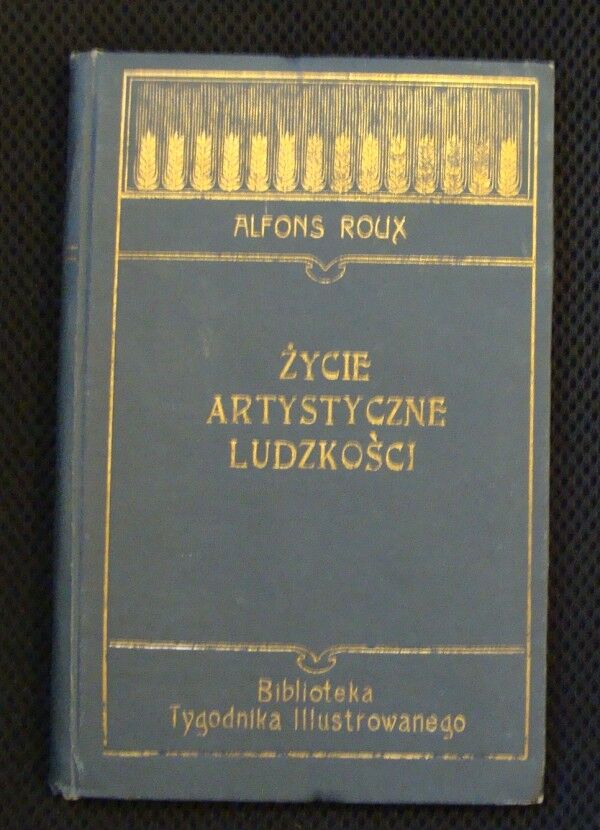 ALFONS ROUX
ŻYCIE
ARTYSTYCZNE
LUDZKOŚCI
Biblioteka
Tygodnika Illustrowanego